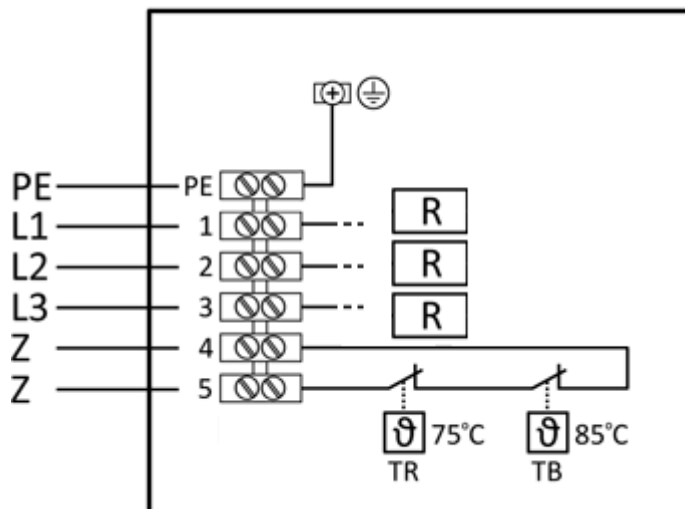 PE PE
L1 1 R
L2 2 R
L3 3 R
Z 4
Z 5
ϑ 75°C ϑ 85°C
TR TB